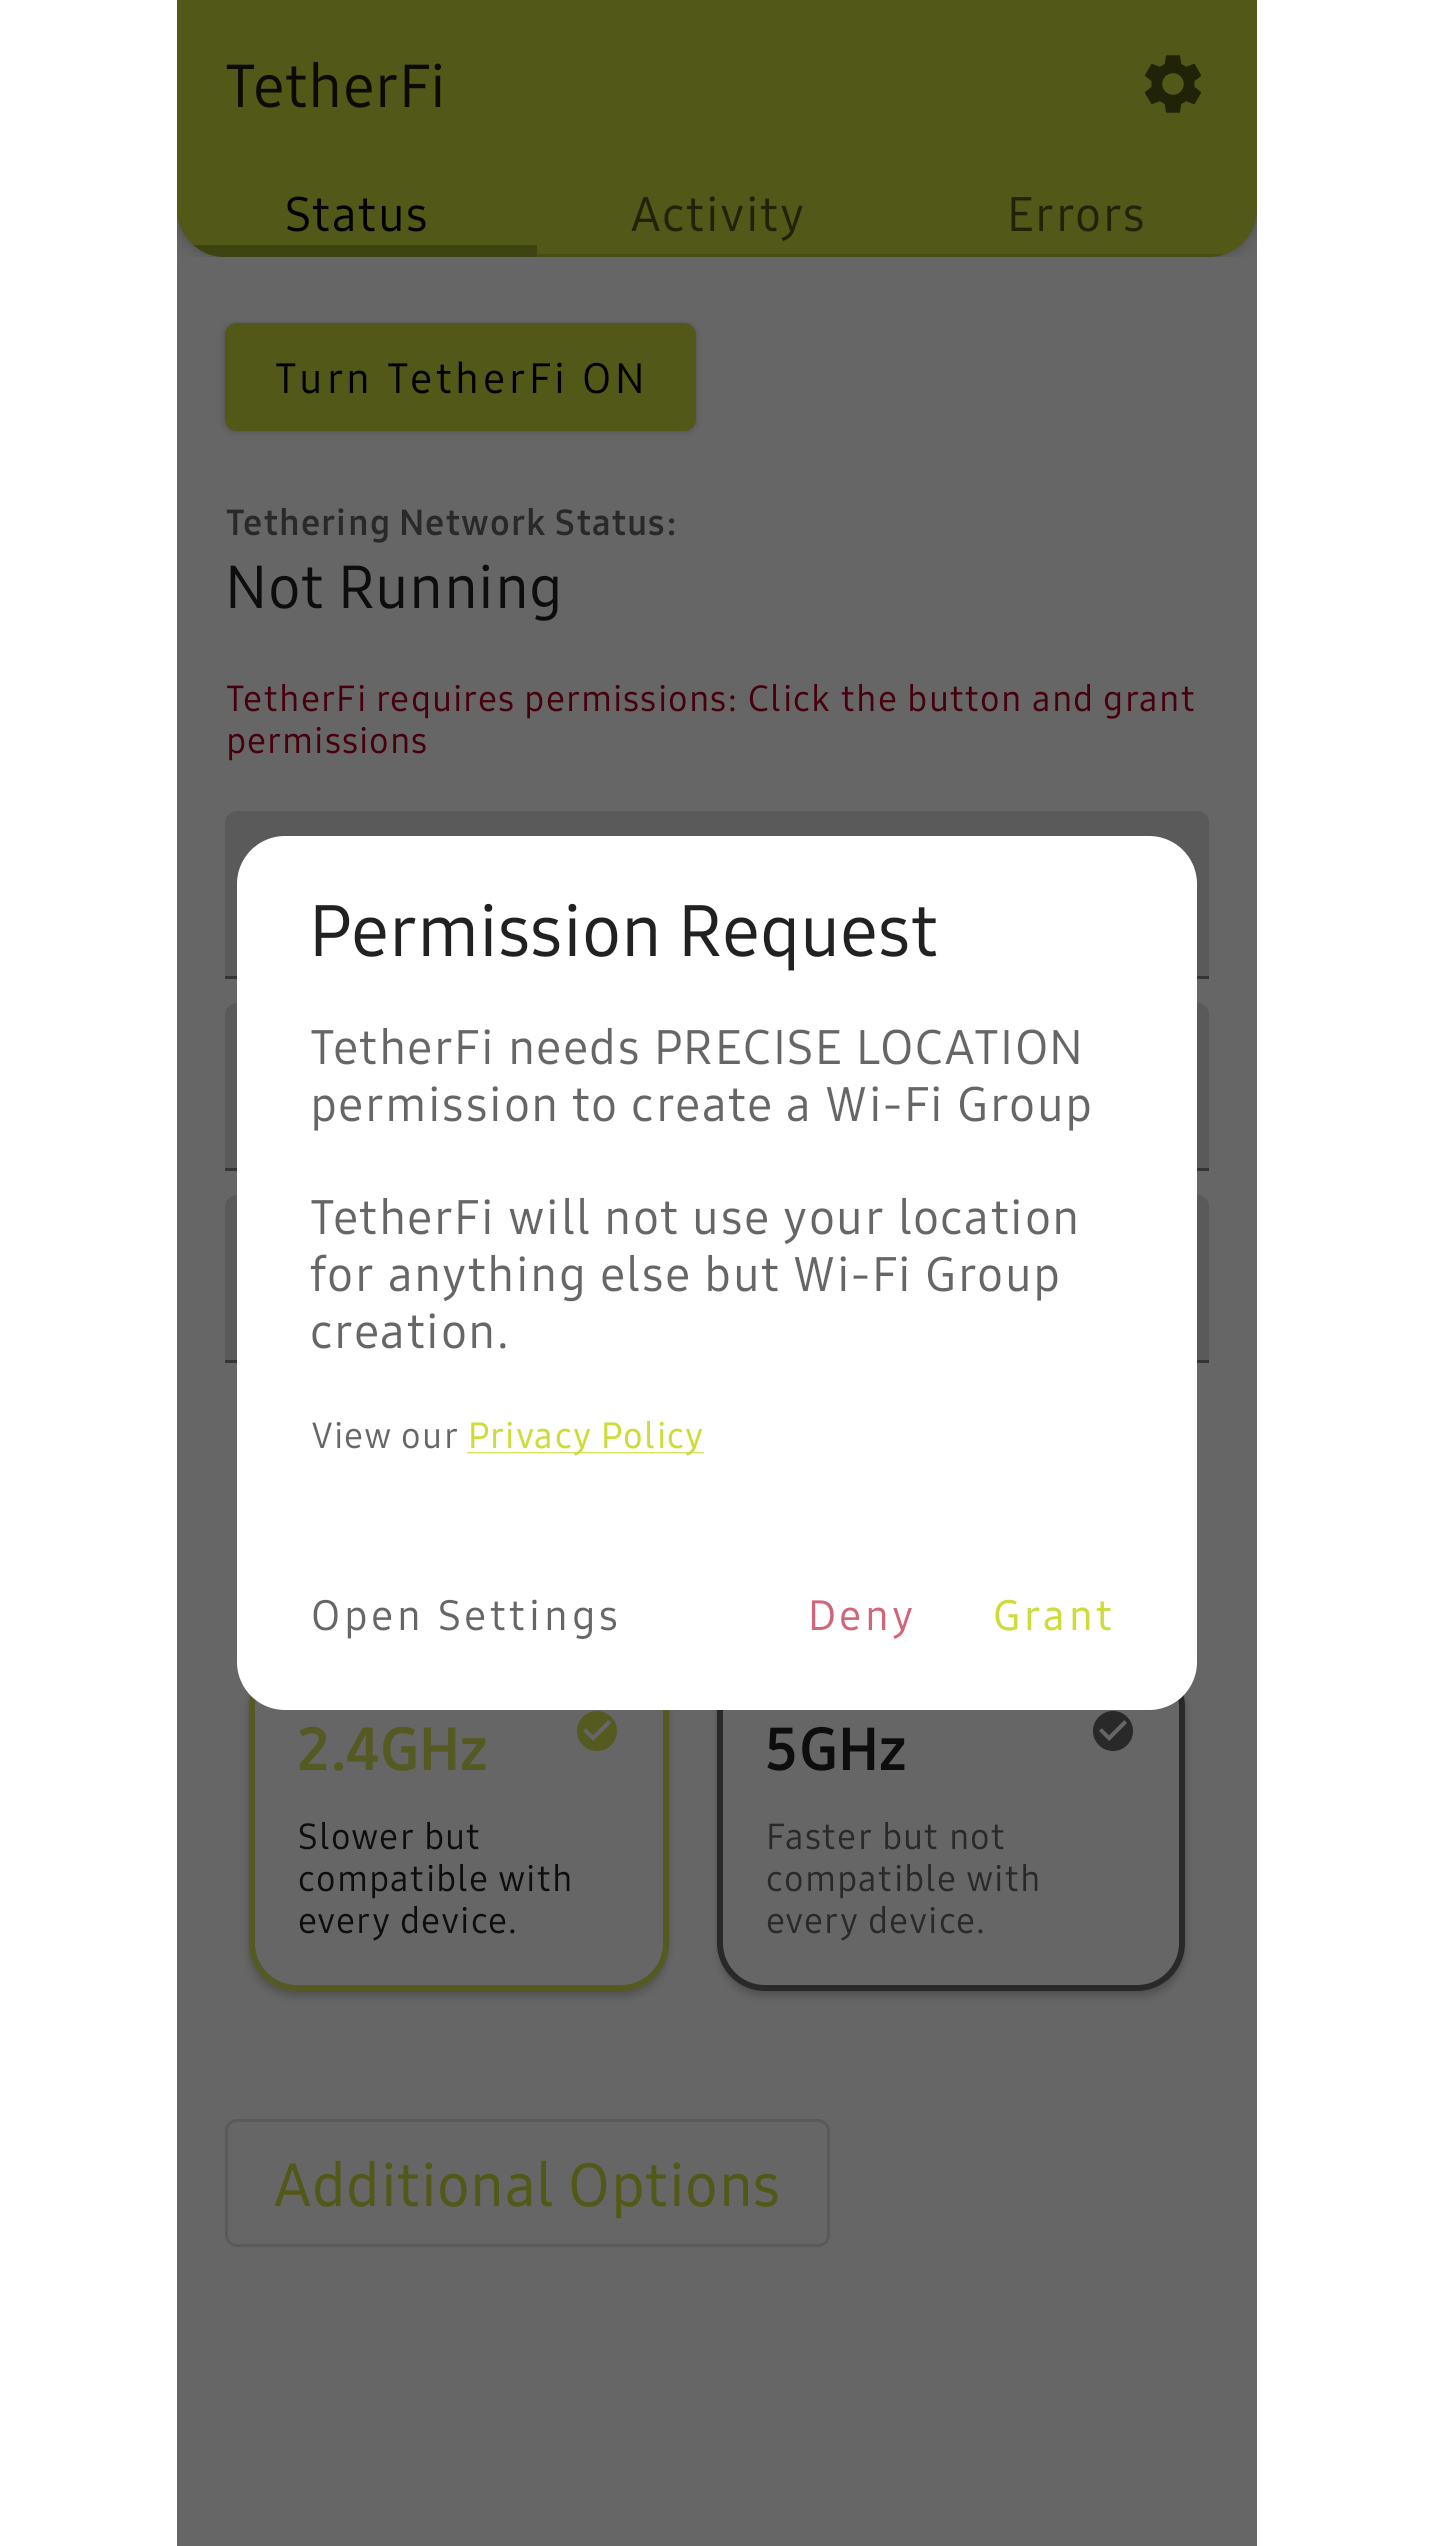 TetherFi
Status
Activity
Errors
Turn TetherFi ON
Tethering Network Status:
Not Running
TetherFi requires permissions: Click the button and grant
permissions
Permission Request
TetherFi needs PRECISE LOCATION
permission to create a Wi-Fi Group
TetherFi will not use your location
for anything else but Wi-Fi Group
creation.
View our Privacy Policy
Open Settings
Deny
Grant
2.4GHz
Slower but
compatible with
every device.
5GHz
Faster but not
compatible with
every device.
Additional Options